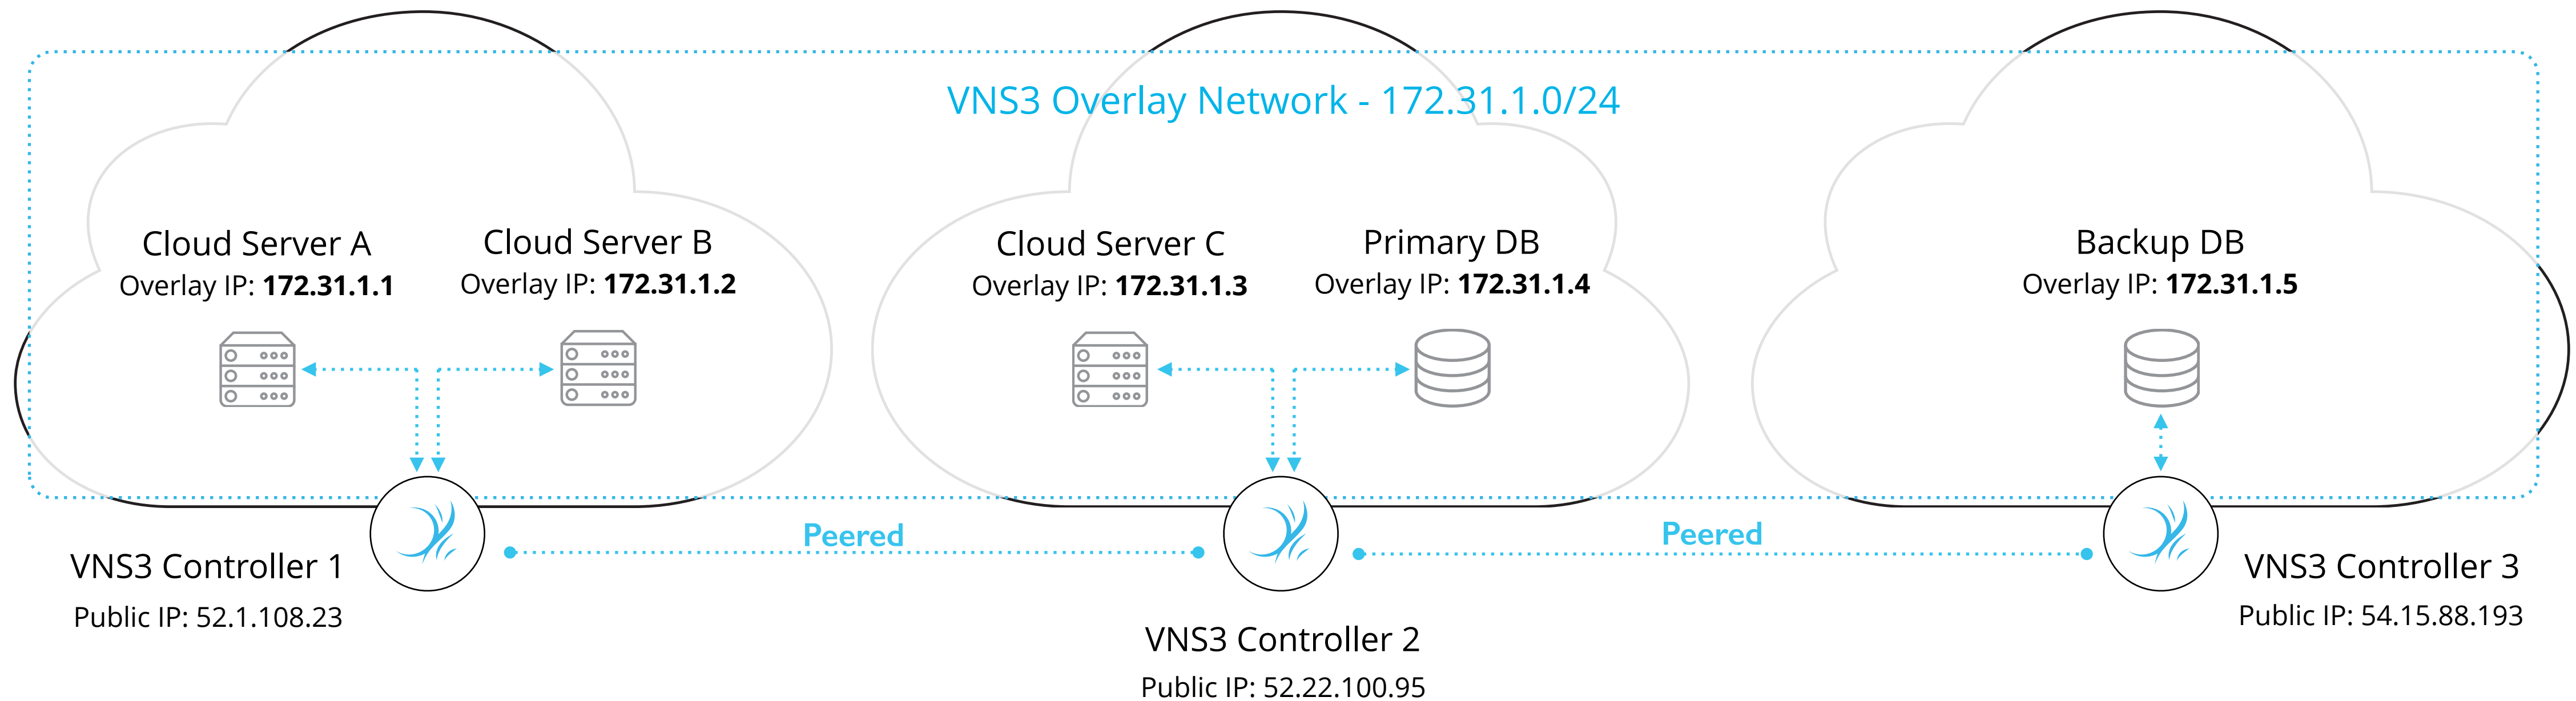 VNS3 Overlay Network - 172.31.1.0/24
Cloud Server A
Overlay IP: 172.31.1.1
Cloud Server B
Overlay IP: 172.31.1.2
Cloud Server C
Overlay IP: 172.31.1.3
Primary DB
Overlay IP: 172.31.1.4
Backup DB
Overlay IP: 172.31.1.5
Peered
Peered
VNS3 Controller 1
Public IP: 52.1.108.23
VNS3 Controller 2
Public IP: 52.22.100.95
VNS3 Controller 3
Public IP: 54.15.88.193